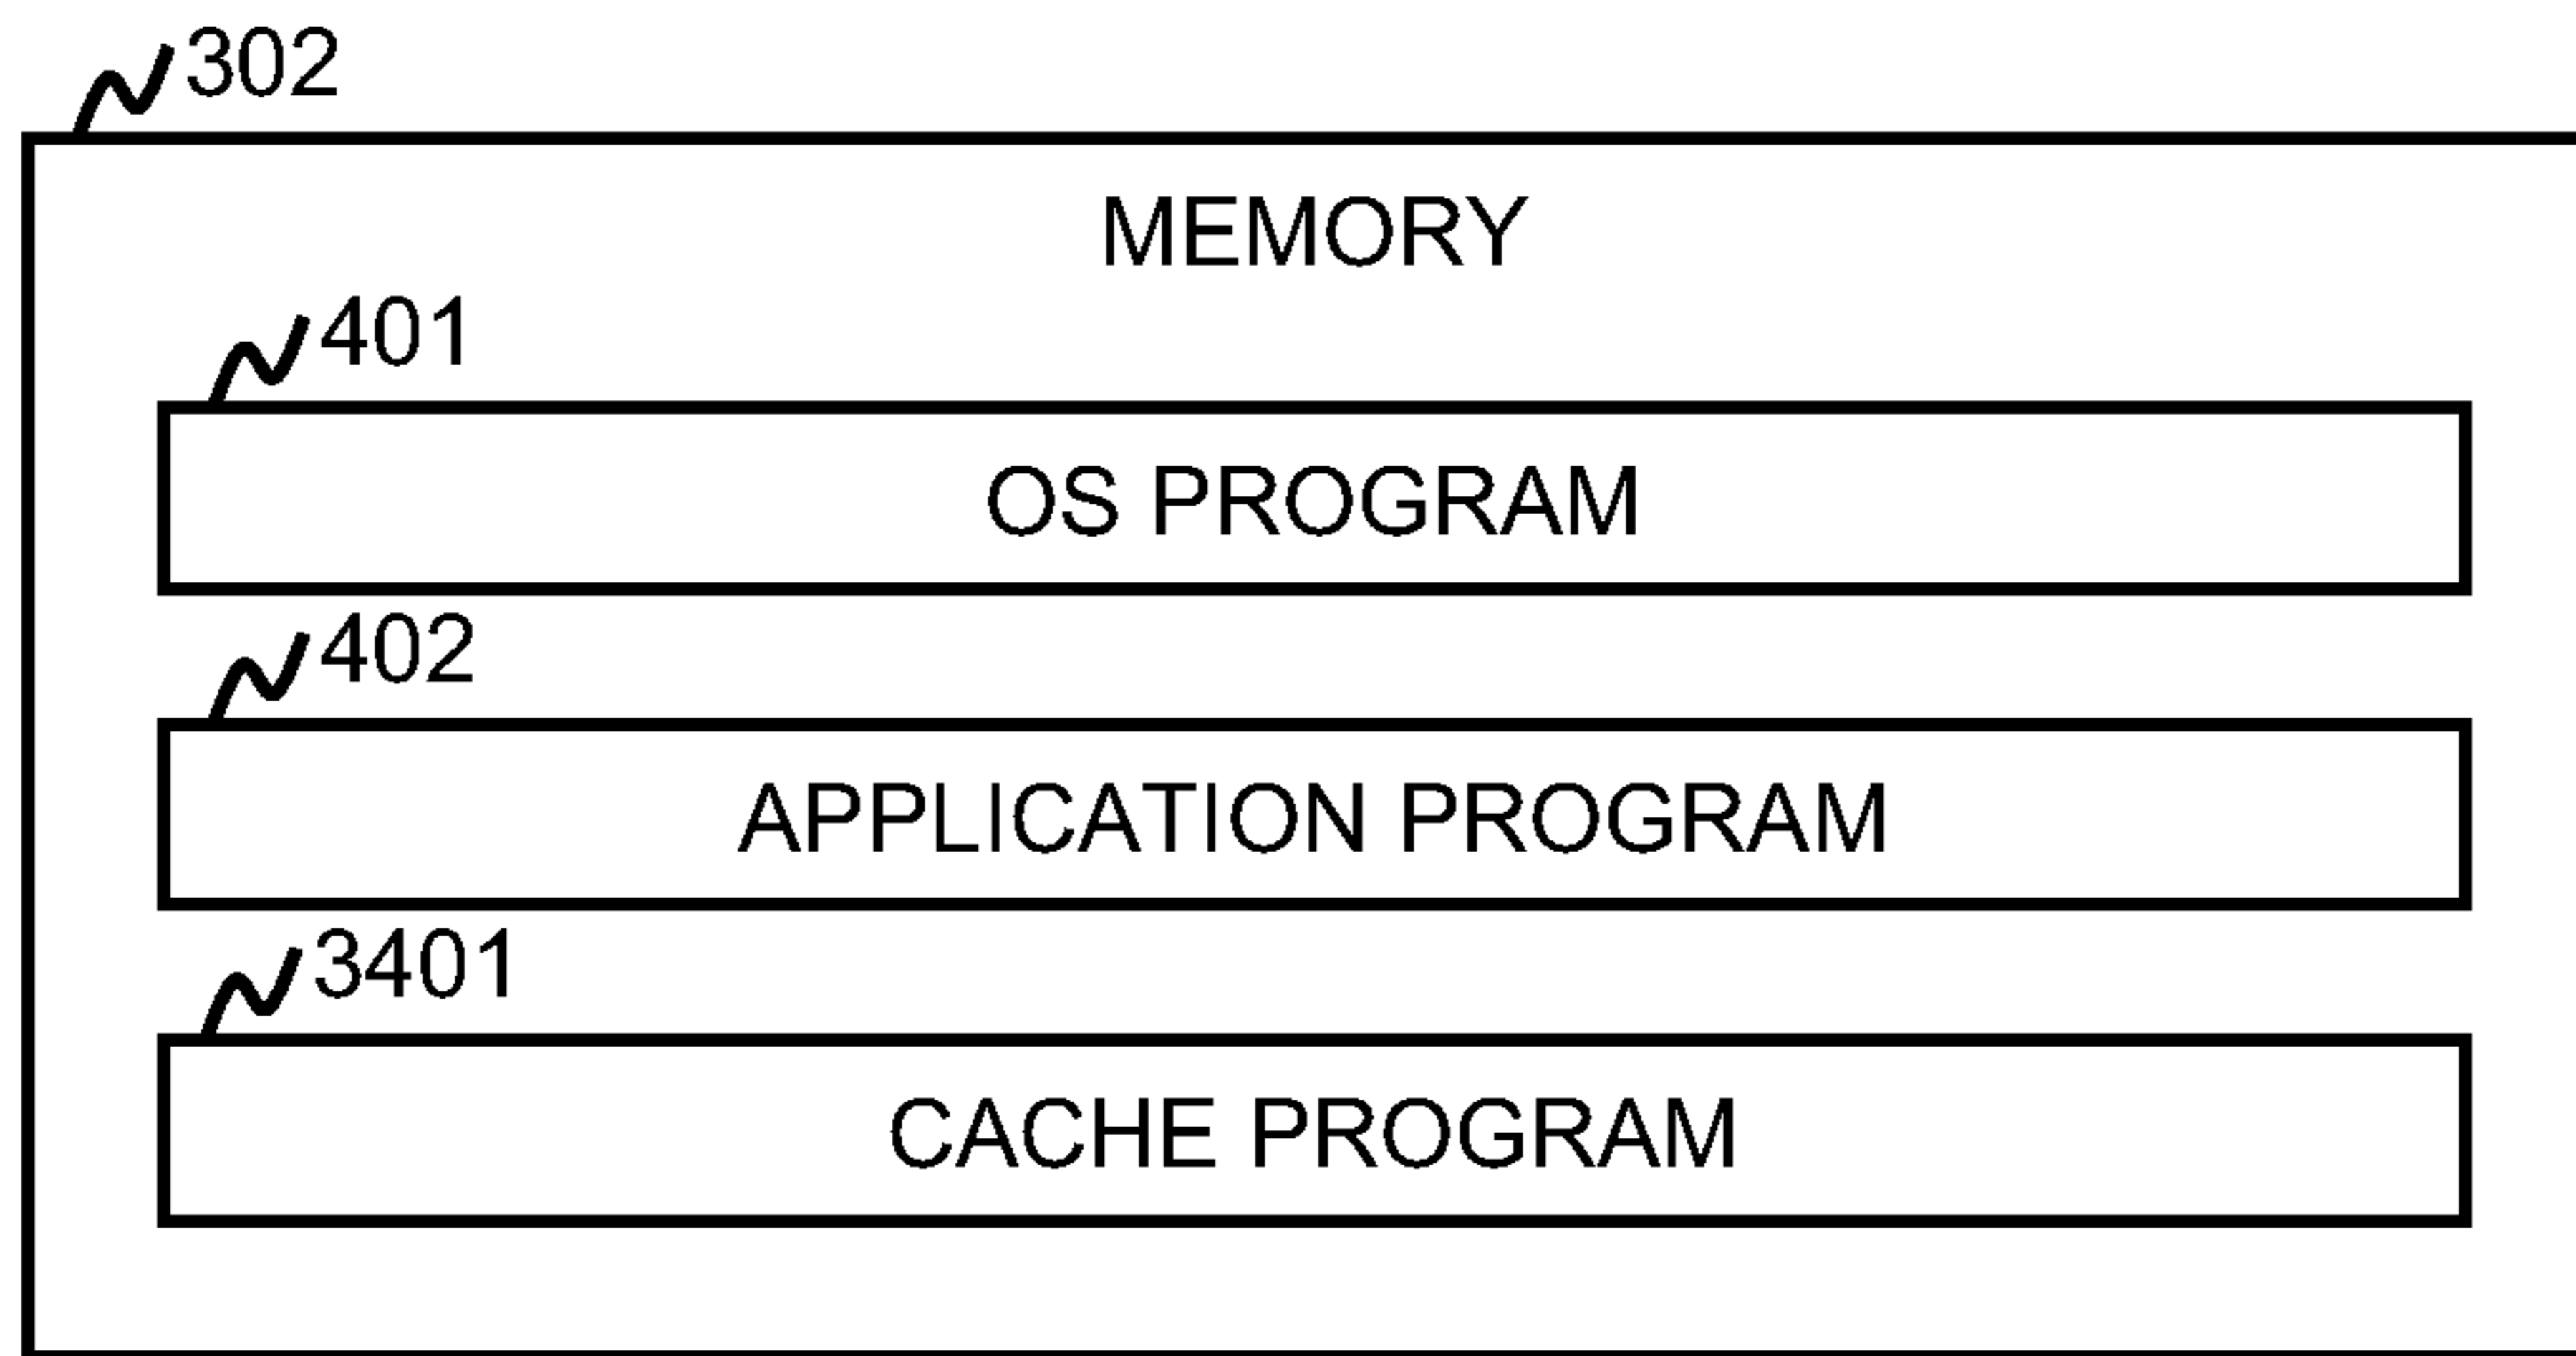 302
MEMORY
401
OS PROGRAM
402
APPLICATION PROGRAM
3401
CACHE PROGRAM